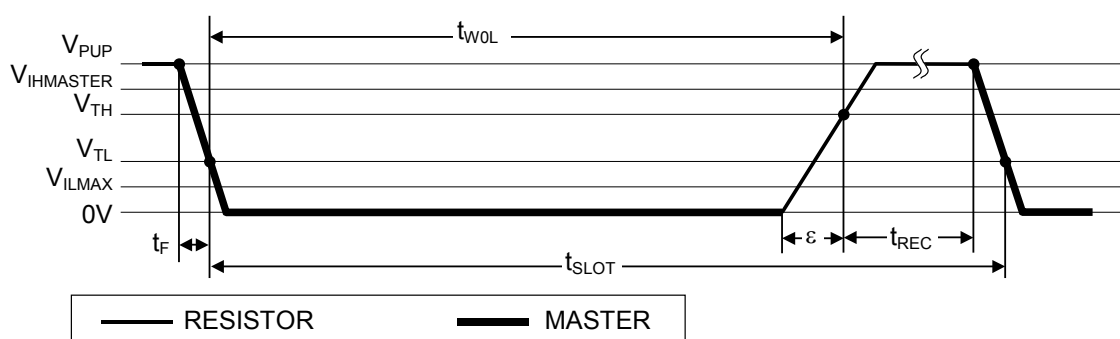 tW0L
VPUP
VIHMASTER
VTH
VTL
VILMAX
0V
tF
ε
tREC
tSLOT
RESISTOR
MASTER